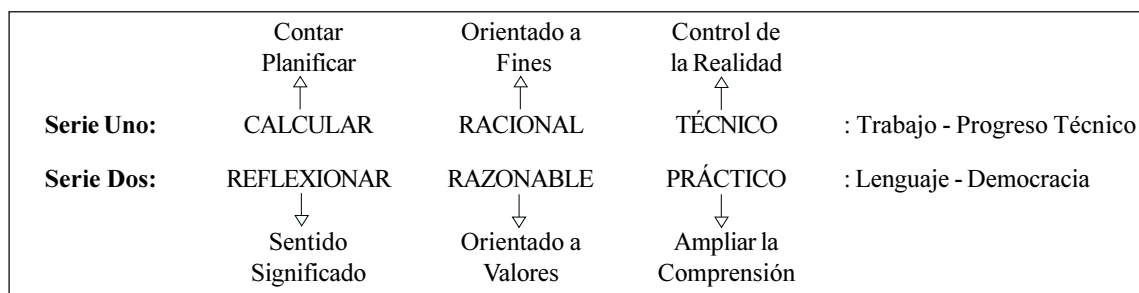 Contar Orientado a Control de
Planificar Fines la Realidad
Serie Uno: CALCULAR RACIONAL TÉCNICO : Trabajo - Progreso Técnico
Serie Dos: REFLEXIONAR RAZONABLE PRÁCTICO : Lenguaje - Democracia
Sentido Orientado a Ampliar la
Significado Valores Comprensión